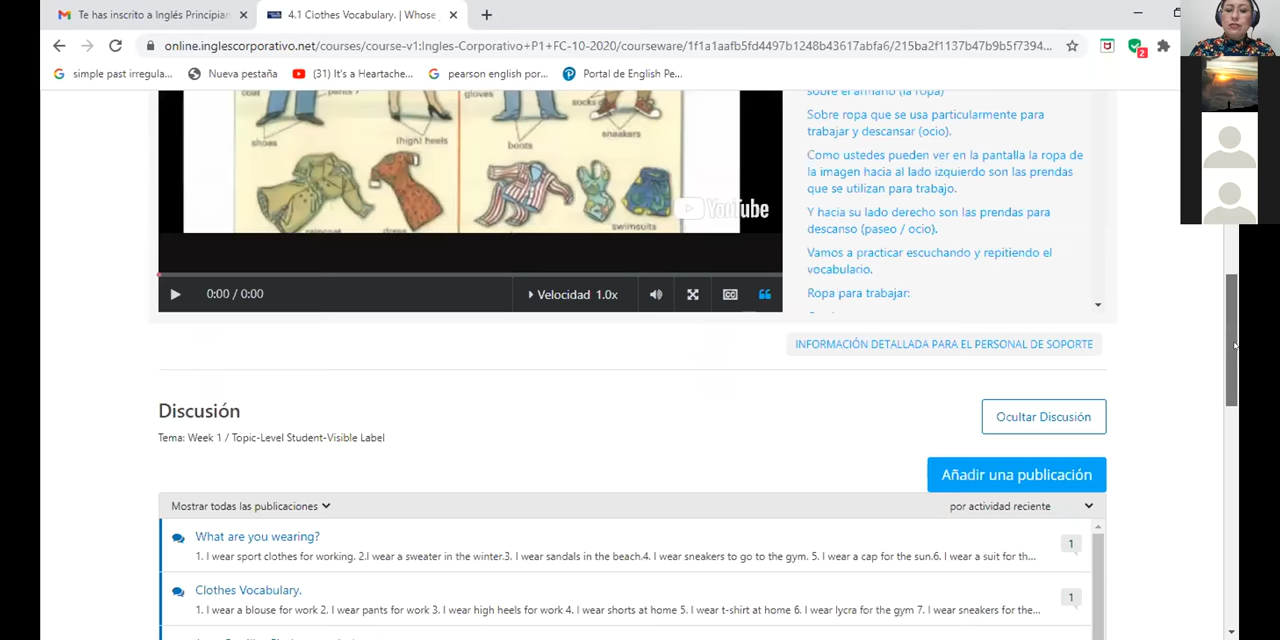 Te has inscrito a Inglés Principian
4.1 Clothes Vocabulary. | Whose
online.inglescorporativo.net/courses/course-v1:Ingles-Corporativo+P1+FC-10-2020/courseware/1f1a1aafb5fd4497b1248b43617abfa6/215ba2f1137b47b9b5f7394...
2
simple past irregula...
Nueva pestaña
(31) It's a Heartache...
pearson english por...
Portal de English Pe...
coat
pants
gloves
socks
shoes
(high) heels
boots
sneakers
raincoat
dress
swimsuits
YouTube
sobre el armario (la ropa)
Sobre ropa que se usa particularmente para
trabajar y descansar (ocio).
Como ustedes pueden ver en la pantalla la ropa de
la imagen hacia al lado izquierdo son las prendas
que se utilizan para trabajo.
Y hacia su lado derecho son las prendas para
descanso (paseo / ocio).
Vamos a practicar escuchando y repitiendo el
vocabulario.
Ropa para trabajar:
0:00 / 0:00
Velocidad 1.0x
INFORMACIÓN DETALLADA PARA EL PERSONAL DE SOPORTE
Discusión
Ocultar Discusión
Tema: Week 1 / Topic-Level Student-Visible Label
Añadir una publicación
Mostrar todas las publicaciones
por actividad reciente
What are you wearing?
1
1. I wear sport clothes for working. 2.I wear a sweater in the winter.3. I wear sandals in the beach.4. I wear sneakers to go to the gym. 5. I wear a cap for the sun.6. I wear a suit for th...
Clothes Vocabulary.
1
1. I wear a blouse for work 2. I wear pants for work 3. I wear high heels for work 4. I wear shorts at home 5. I wear t-shirt at home 6. I wear lycra for the gym 7. I wear sneakers for the...